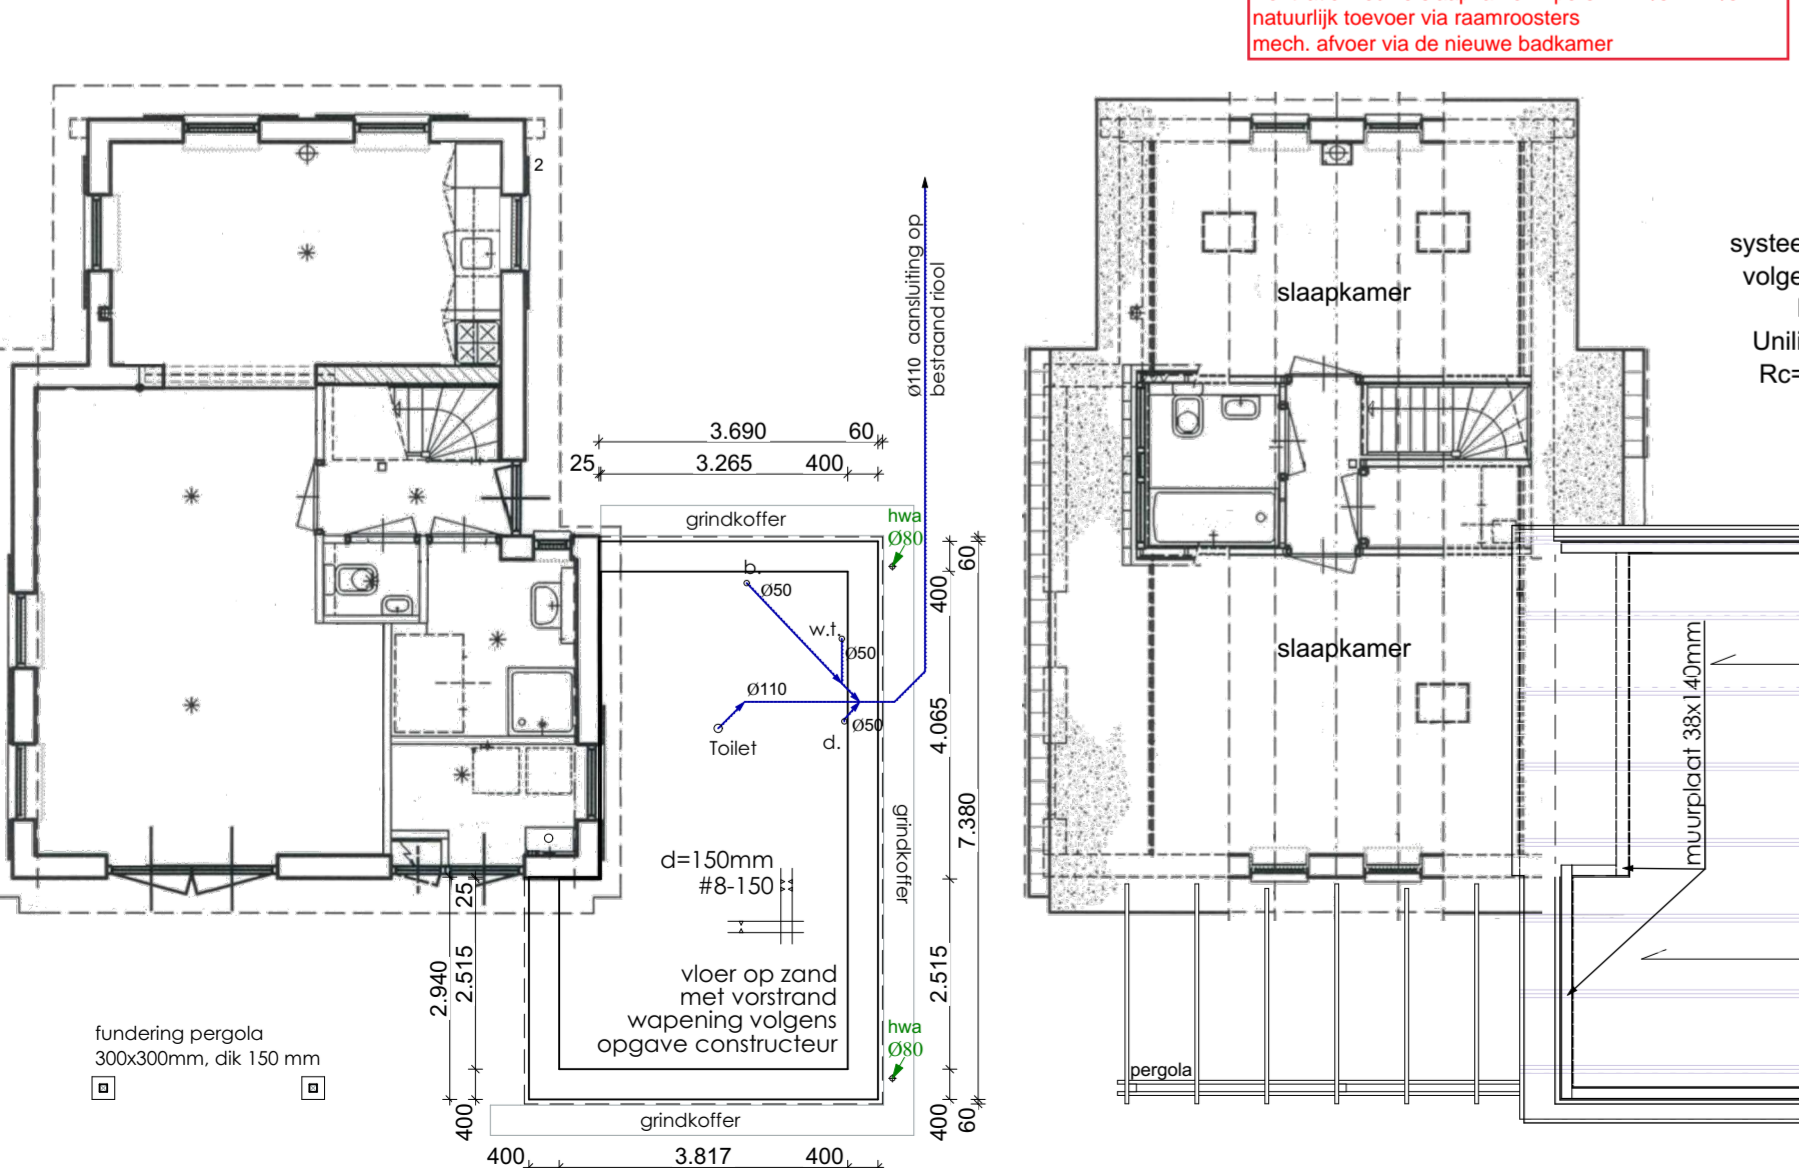 natuurlijk toevoer via raamroosters
mech. afvoer via de nieuwe badkamer
2
Ø110 aansluiting op
bestaand riool
3.690
60
25
3.265
400
grindkoffer
hwa
Ø80
b.
Ø50
w.t.
Ø50
Ø110
Toilet
d.
Ø50
60
400
4.065
7.380
2.515
400
60
grindkoffer
d=150mm
#8-150
vloer op zand
met vorstrand
wapening volgens
opgave constructeur
hwa
Ø80
25
2.515
2.940
400
fundering pergola
300x300mm, dik 150 mm
grindkoffer
400
3.817
400
slaapkamer
slaapkamer
muurplaat 38x140mm
pergola
systee
volge
Unili
Rc=